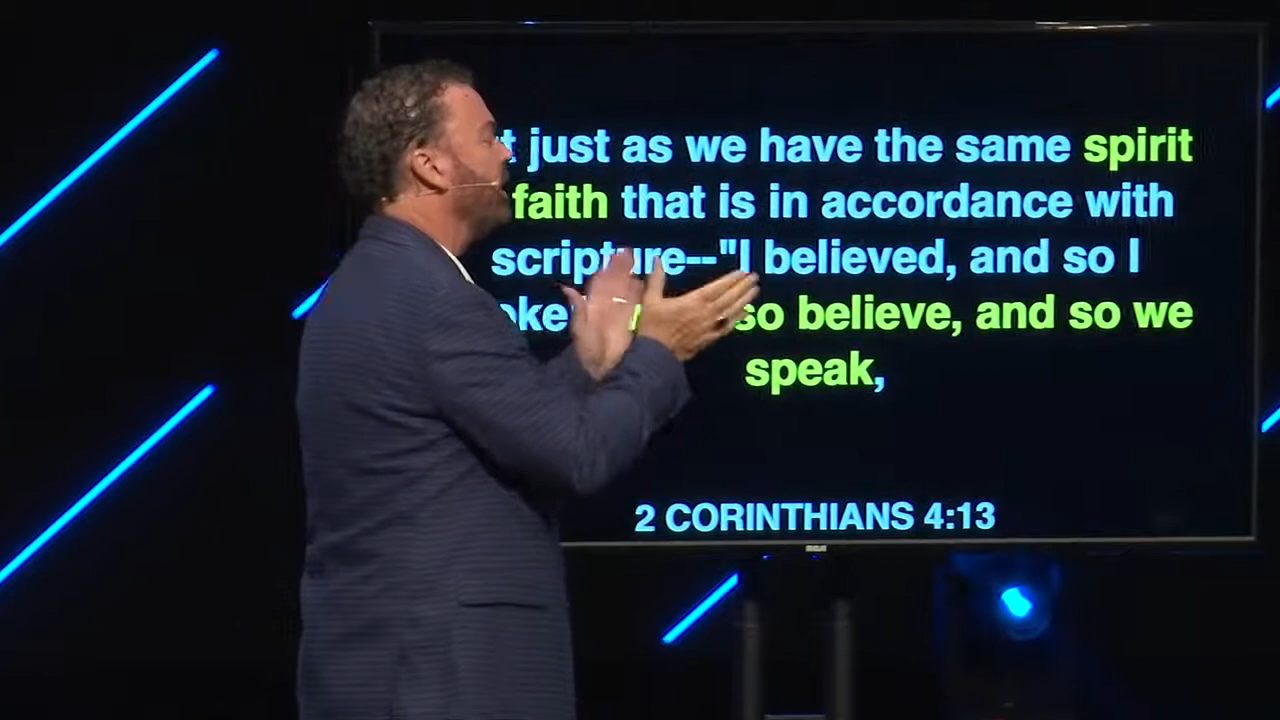 just as we have the same spirit
faith that is in accordance with
scripture--"I believed, and so I
so believe, and so we
speak,
2 CORINTHIANS 4:13
RCA